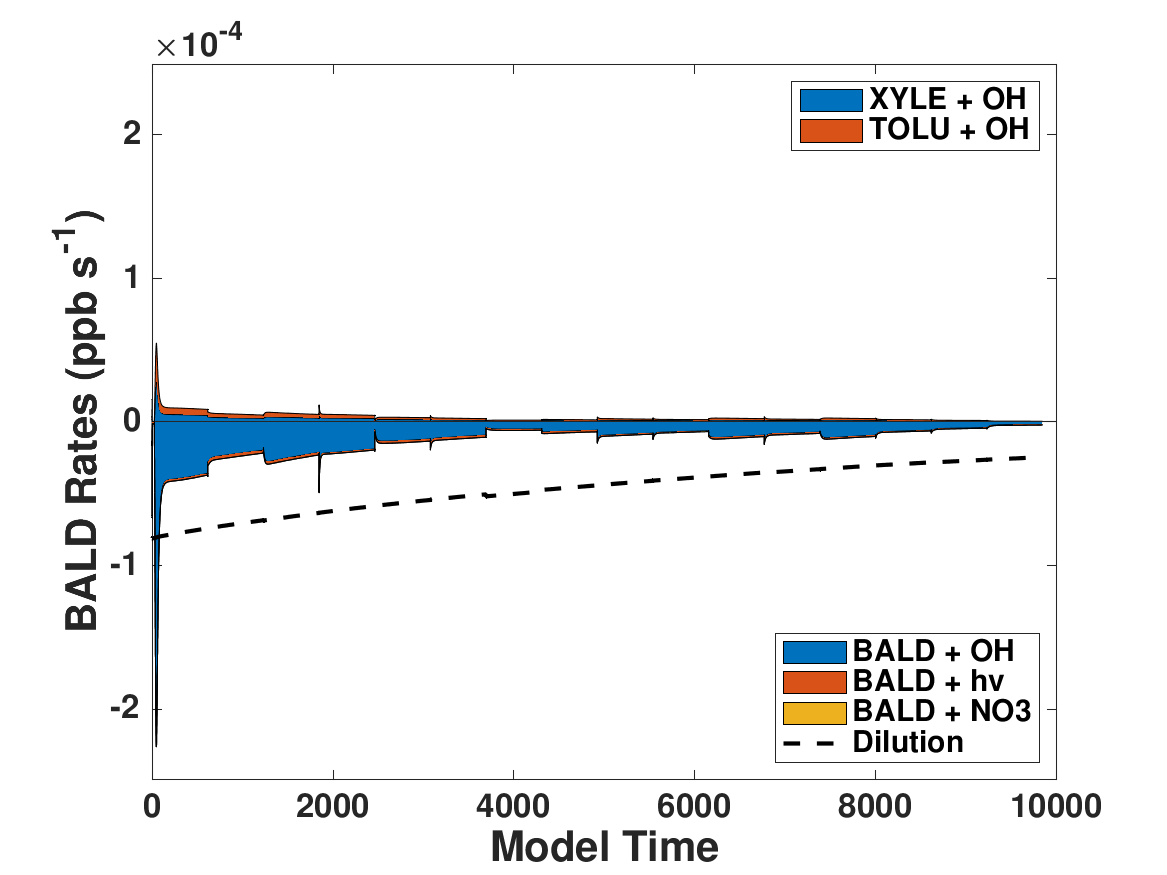 ×10-4
BALD Rates (ppb s-1)
2
1
0
-1
-2
XYLE + OH
TOLU + OH
BALD + OH
BALD + hv
BALD + NO3
Dilution
0 2000 4000 6000 8000 10000
Model Time